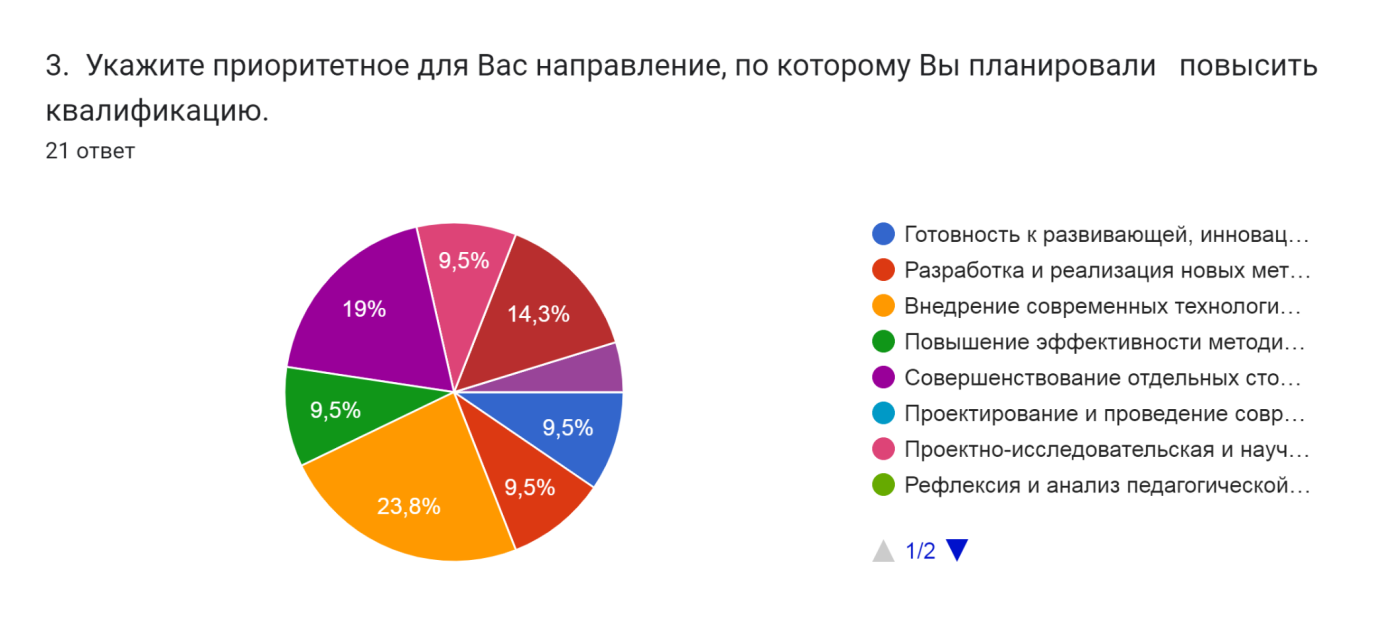 3. Укажите приоритетное для Вас направление, по которому Вы планировали повысить
квалификацию.
21 ответ
9,5%
14,3%
19%
9,5%
9,5%
9,5%
23,8%
Готовность к развивающей, инновац...
Разработка и реализация новых мет...
Внедрение современных технологи...
Повышение эффективности методи...
Совершенствование отдельных сто...
Проектирование и проведение совр...
Проектно-исследовательская и науч...
Рефлексия и анализ педагогической...
1/2